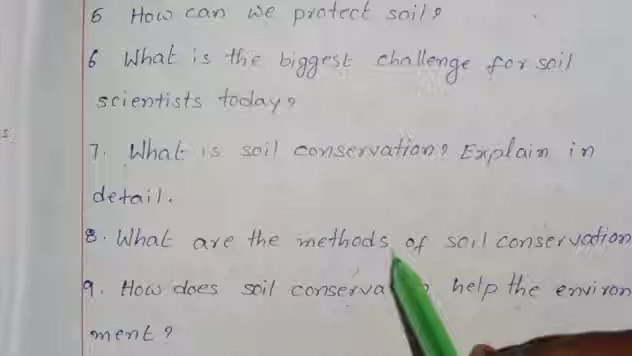 5 How can we protect soil?
6 What is the biggest challenge for soil
scientists today?
7. What is soil conservation? Explain in
detail.
8. What are the methods of soil conservation
9. How does soil help the environ
ment?